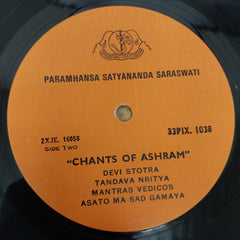 PARAMHANSA SATYANANDA SARASWATI
2XJE. 16056
33PIX. 1038
SIDE TWO
"CHANTS OF ASHRAM"
DEVI STOTRA
TANDAVA NRITYA
MANTRAS VEDICOS
ASATO MA SAD GAMAYA